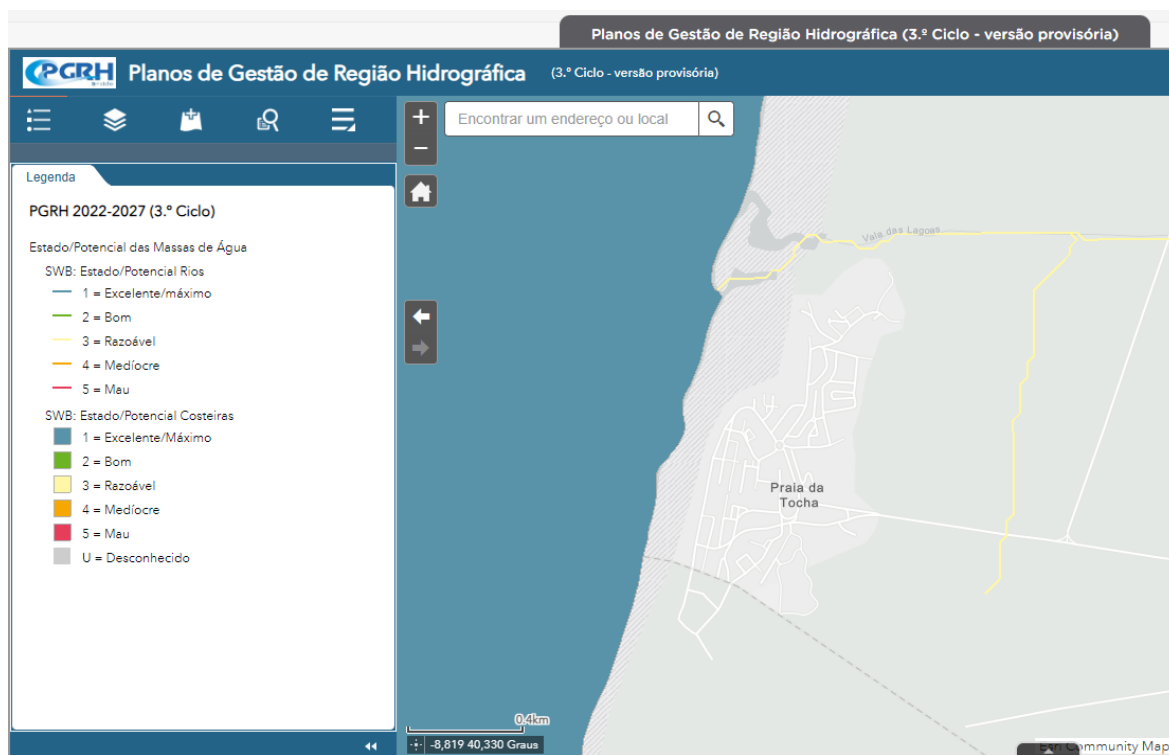 Planos de Gestão de Região Hidrográfica (3.º Ciclo - versão provisória)
PGRH Planos de Gestão de Região Hidrográfica (3.º Ciclo - versão provisória)
Encontrar um endereço ou local
Legenda
PGRH 2022-2027 (3.º Ciclo)
Estado/Potencial das Massas de Água
SWB: Estado/Potencial Rios
1 = Excelente/máximo
2 = Bom
3 = Razoável
4 = Medíocre
5 = Mau
SWB: Estado/Potencial Costeiras
1 = Excelente/Máximo
2 = Bom
3 = Razoável
4 = Medíocre
5 = Mau
U = Desconhecido
Vala das Lagoas
Praia da
Tocha
0.4km
-8,819 40,330 Graus
Esri Community Map